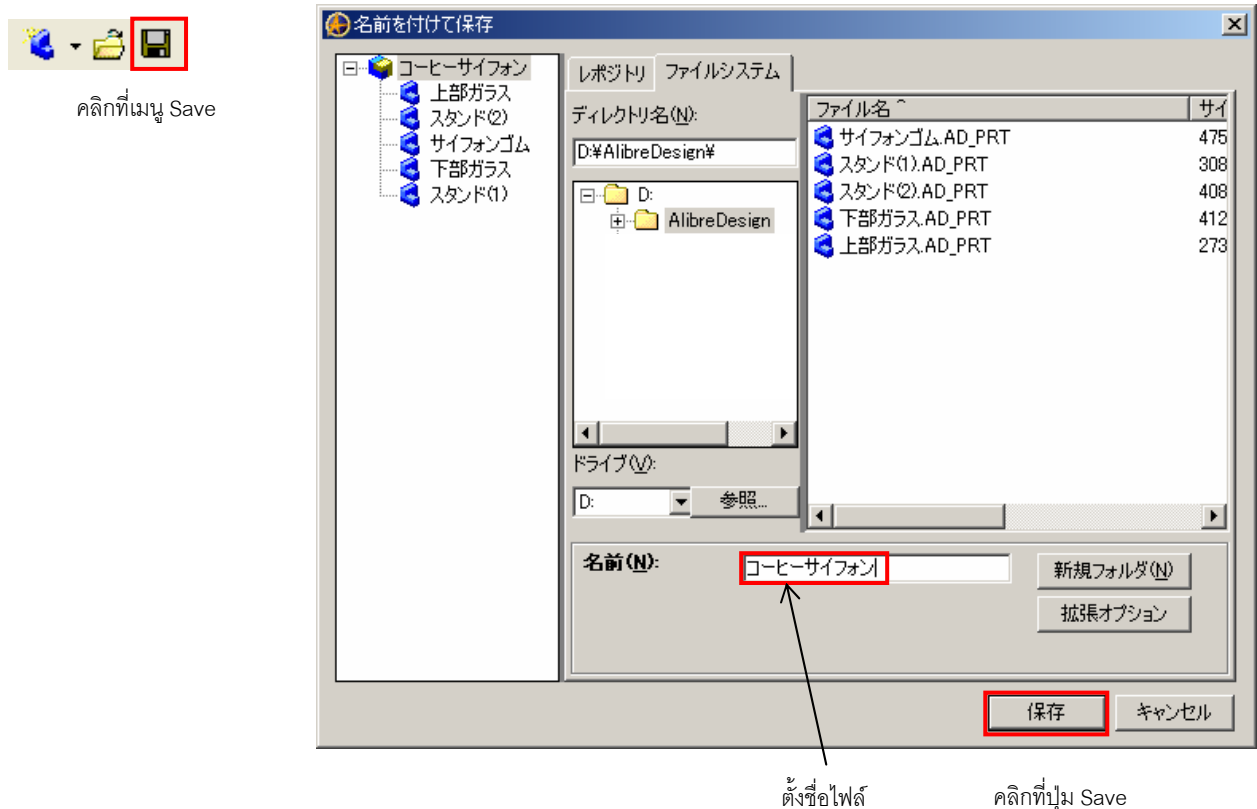 คลิกที่เมนู Save
名前を付けて保存
コーヒーサイフォン
上部ガラス
スタンド(2)
サイフォンゴム
下部ガラス
スタンド(1)
レポジトリ
ファイルシステム
ディレクトリ名(N):
D:¥AlibreDesign¥
D:
AlibreDesign
ドライブ(V):
D:
参照...
ファイル名 ^ サイ
サイフォンゴム.AD_PRT 475
スタンド(1).AD_PRT 308
スタンド(2).AD_PRT 408
下部ガラス.AD_PRT 412
上部ガラス.AD_PRT 273
名前(N):
コーヒーサイフォン
新規フォルダ(N)
拡張オプション
保存
キャンセル
ตั้งชื่อไฟล์
คลิกที่ปุ่ม Save